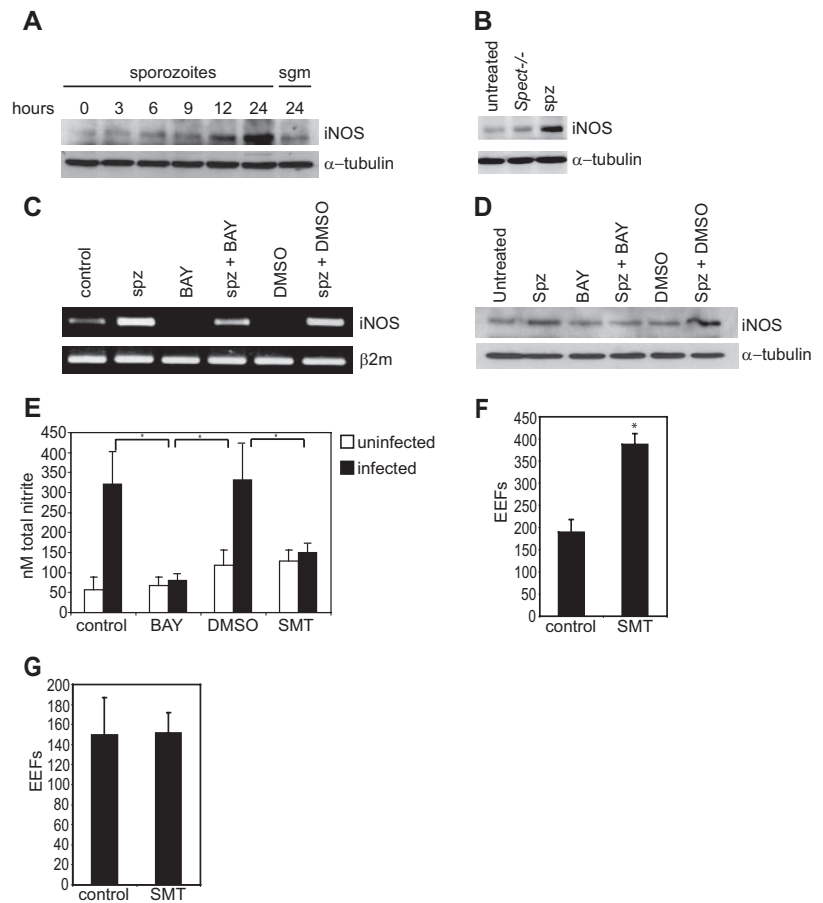 A
sporozoites sgm
hours 0 3 6 9 12 24 24
iNOS
α–tubulin
B
untreated
Spect-/-
spz
iNOS
α–tubulin
C
control
spz
BAY
spz + BAY
DMSO
spz + DMSO
iNOS
β2m
D
Untreated
Spz
BAY
Spz + BAY
DMSO
Spz + DMSO
iNOS
α–tubulin
E
nM total nitrite
450
400
350
300
250
200
150
100
50
0
* * *
control BAY DMSO SMT
uninfected
infected
F
EEFs
450
400
350
300
250
200
150
100
50
0
*
control SMT
G
EEFs
200
180
160
140
120
100
80
60
40
20
0
control SMT